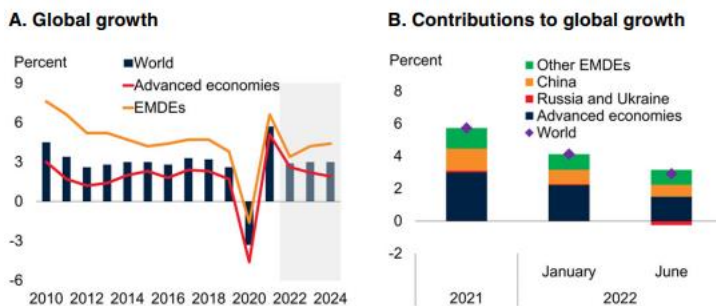 A. Global growth
Percent
World
Advanced economies
EMDEs
9
6
3
0
-3
-6
2010 2012 2014 2016 2018 2020 2022 2024
B. Contributions to global growth
Percent
Other EMDEs
China
Russia and Ukraine
Advanced economies
World
8
6
4
2
0
-2
January June
2021 2022